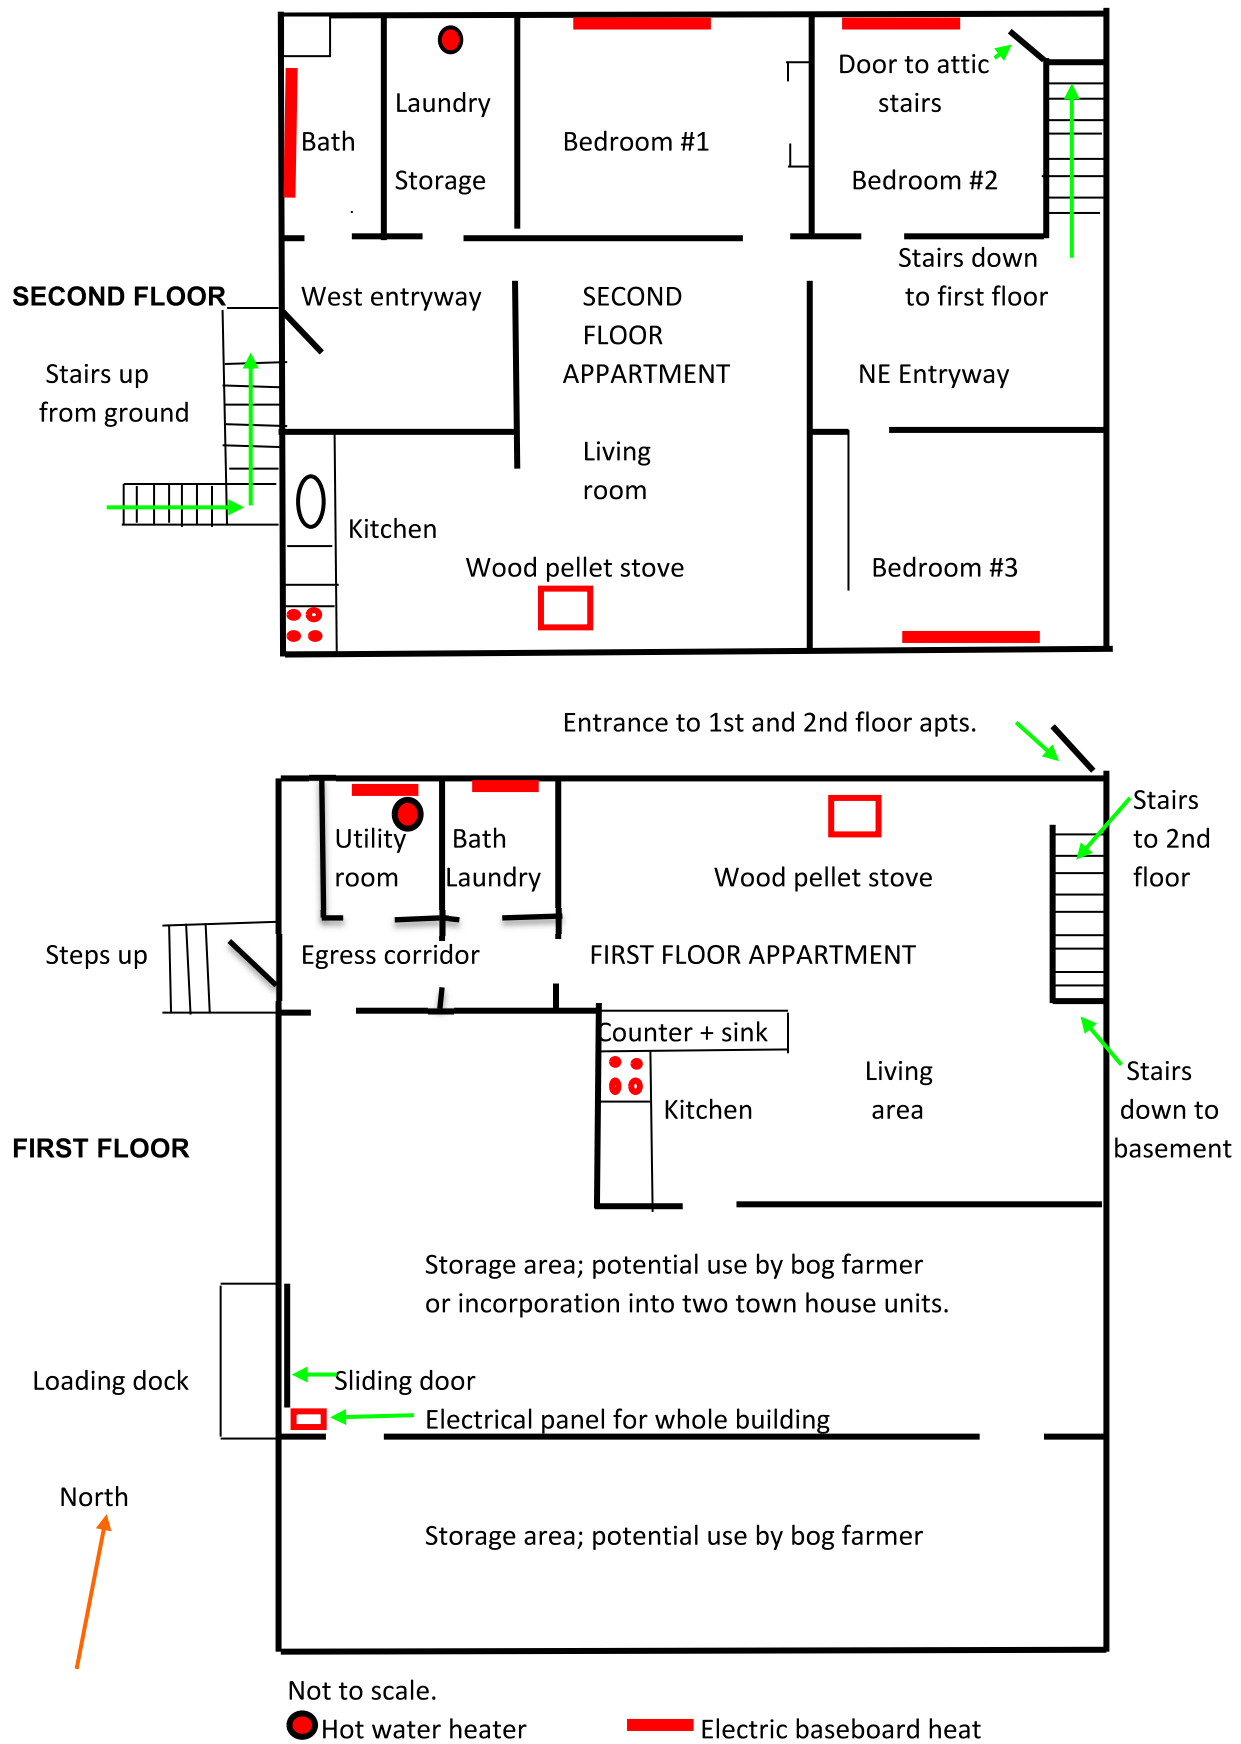 Door to attic
stairs
Laundry
Bath
Bedroom #1
Storage
Bedroom #2
Stairs down
to first floor
SECOND FLOOR
West entryway
SECOND
FLOOR
APPARTMENT
Stairs up
from ground
NE Entryway
Living
room
Kitchen
Wood pellet stove
Bedroom #3
Entrance to 1st and 2nd floor apts.
Stairs
to 2nd
floor
Utility
room
Bath
Laundry
Wood pellet stove
Steps up
Egress corridor
FIRST FLOOR APPARTMENT
Counter + sink
Living
area
Kitchen
Stairs
down to
basement
FIRST FLOOR
Storage area; potential use by bog farmer
or incorporation into two town house units.
Loading dock
Sliding door
Electrical panel for whole building
North
Storage area; potential use by bog farmer
Not to scale.
Hot water heater
Electric baseboard heat